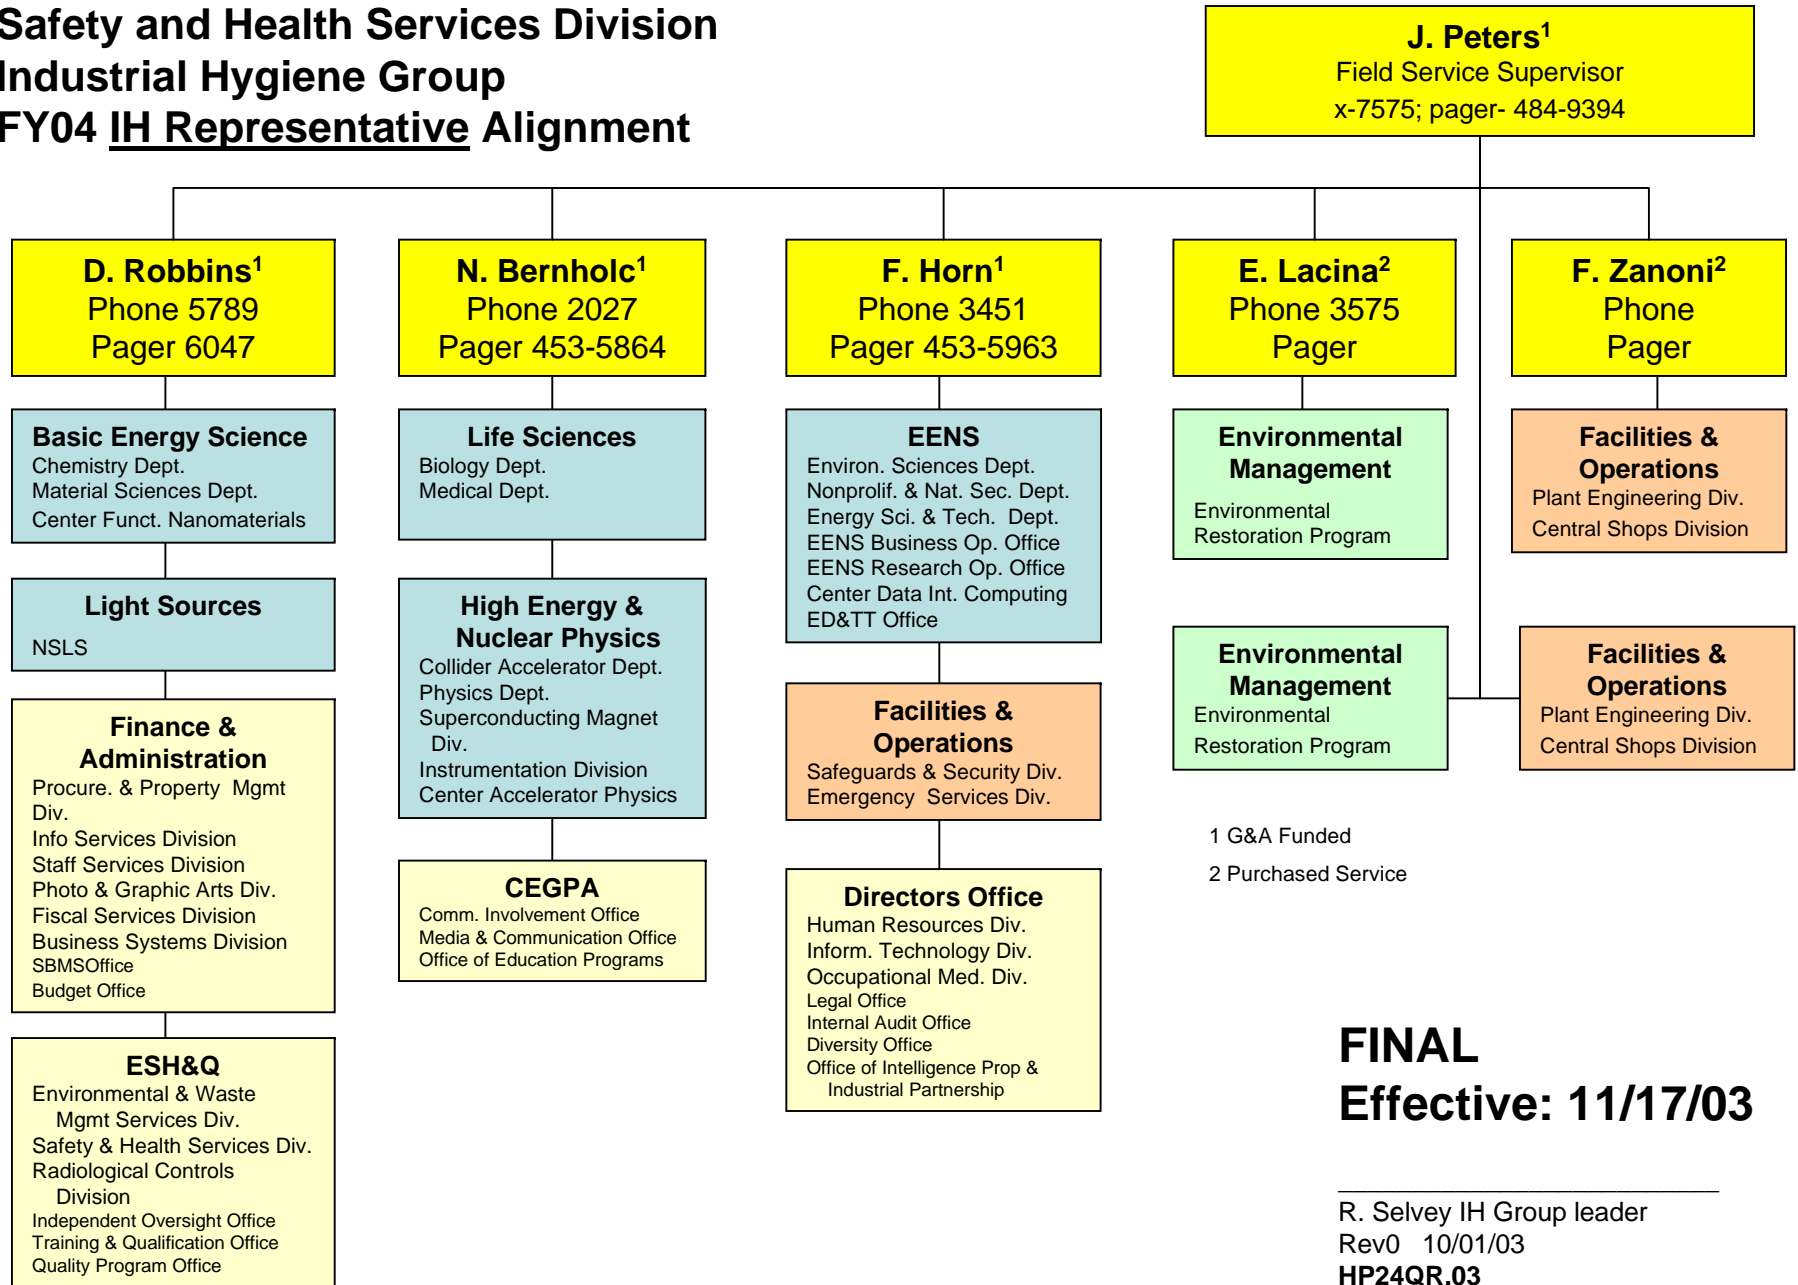 Safety and Health Services Division
Industrial Hygiene Group
FY04 IH Representative Alignment
J. Peters1
Field Service Supervisor
x-7575; pager- 484-9394
D. Robbins1
Phone 5789
Pager 6047
N. Bernholc1
Phone 2027
Pager 453-5864
F. Horn1
Phone 3451
Pager 453-5963
E. Lacina2
Phone 3575
Pager
F. Zanoni2
Phone
Pager
Basic Energy Science
Chemistry Dept.
Material Sciences Dept.
Center Funct. Nanomaterials
Light Sources
NSLS
Finance &
Administration
Procure. & Property Mgmt
Div.
Info Services Division
Staff Services Division
Photo & Graphic Arts Div.
Fiscal Services Division
Business Systems Division
SBMSOffice
Budget Office
ESH&Q
Environmental & Waste
Mgmt Services Div.
Safety & Health Services Div.
Radiological Controls
Division
Independent Oversight Office
Training & Qualification Office
Quality Program Office
Life Sciences
Biology Dept.
Medical Dept.
High Energy &
Nuclear Physics
Collider Accelerator Dept.
Physics Dept.
Superconducting Magnet
Div.
Instrumentation Division
Center Accelerator Physics
CEGPA
Comm. Involvement Office
Media & Communication Office
Office of Education Programs
EENS
Environ. Sciences Dept.
Nonprolif. & Nat. Sec. Dept.
Energy Sci. & Tech. Dept.
EENS Business Op. Office
EENS Research Op. Office
Center Data Int. Computing
ED&TT Office
Facilities &
Operations
Safeguards & Security Div.
Emergency Services Div.
Directors Office
Human Resources Div.
Inform. Technology Div.
Occupational Med. Div.
Legal Office
Internal Audit Office
Diversity Office
Office of Intelligence Prop &
Industrial Partnership
Environmental
Management
Environmental
Restoration Program
Facilities &
Operations
Plant Engineering Div.
Central Shops Division
Environmental
Management
Environmental
Restoration Program
Facilities &
Operations
Plant Engineering Div.
Central Shops Division
1 G&A Funded
2 Purchased Service
FINAL
Effective: 11/17/03
R. Selvey IH Group leader
Rev0 10/01/03
HP24QR.03